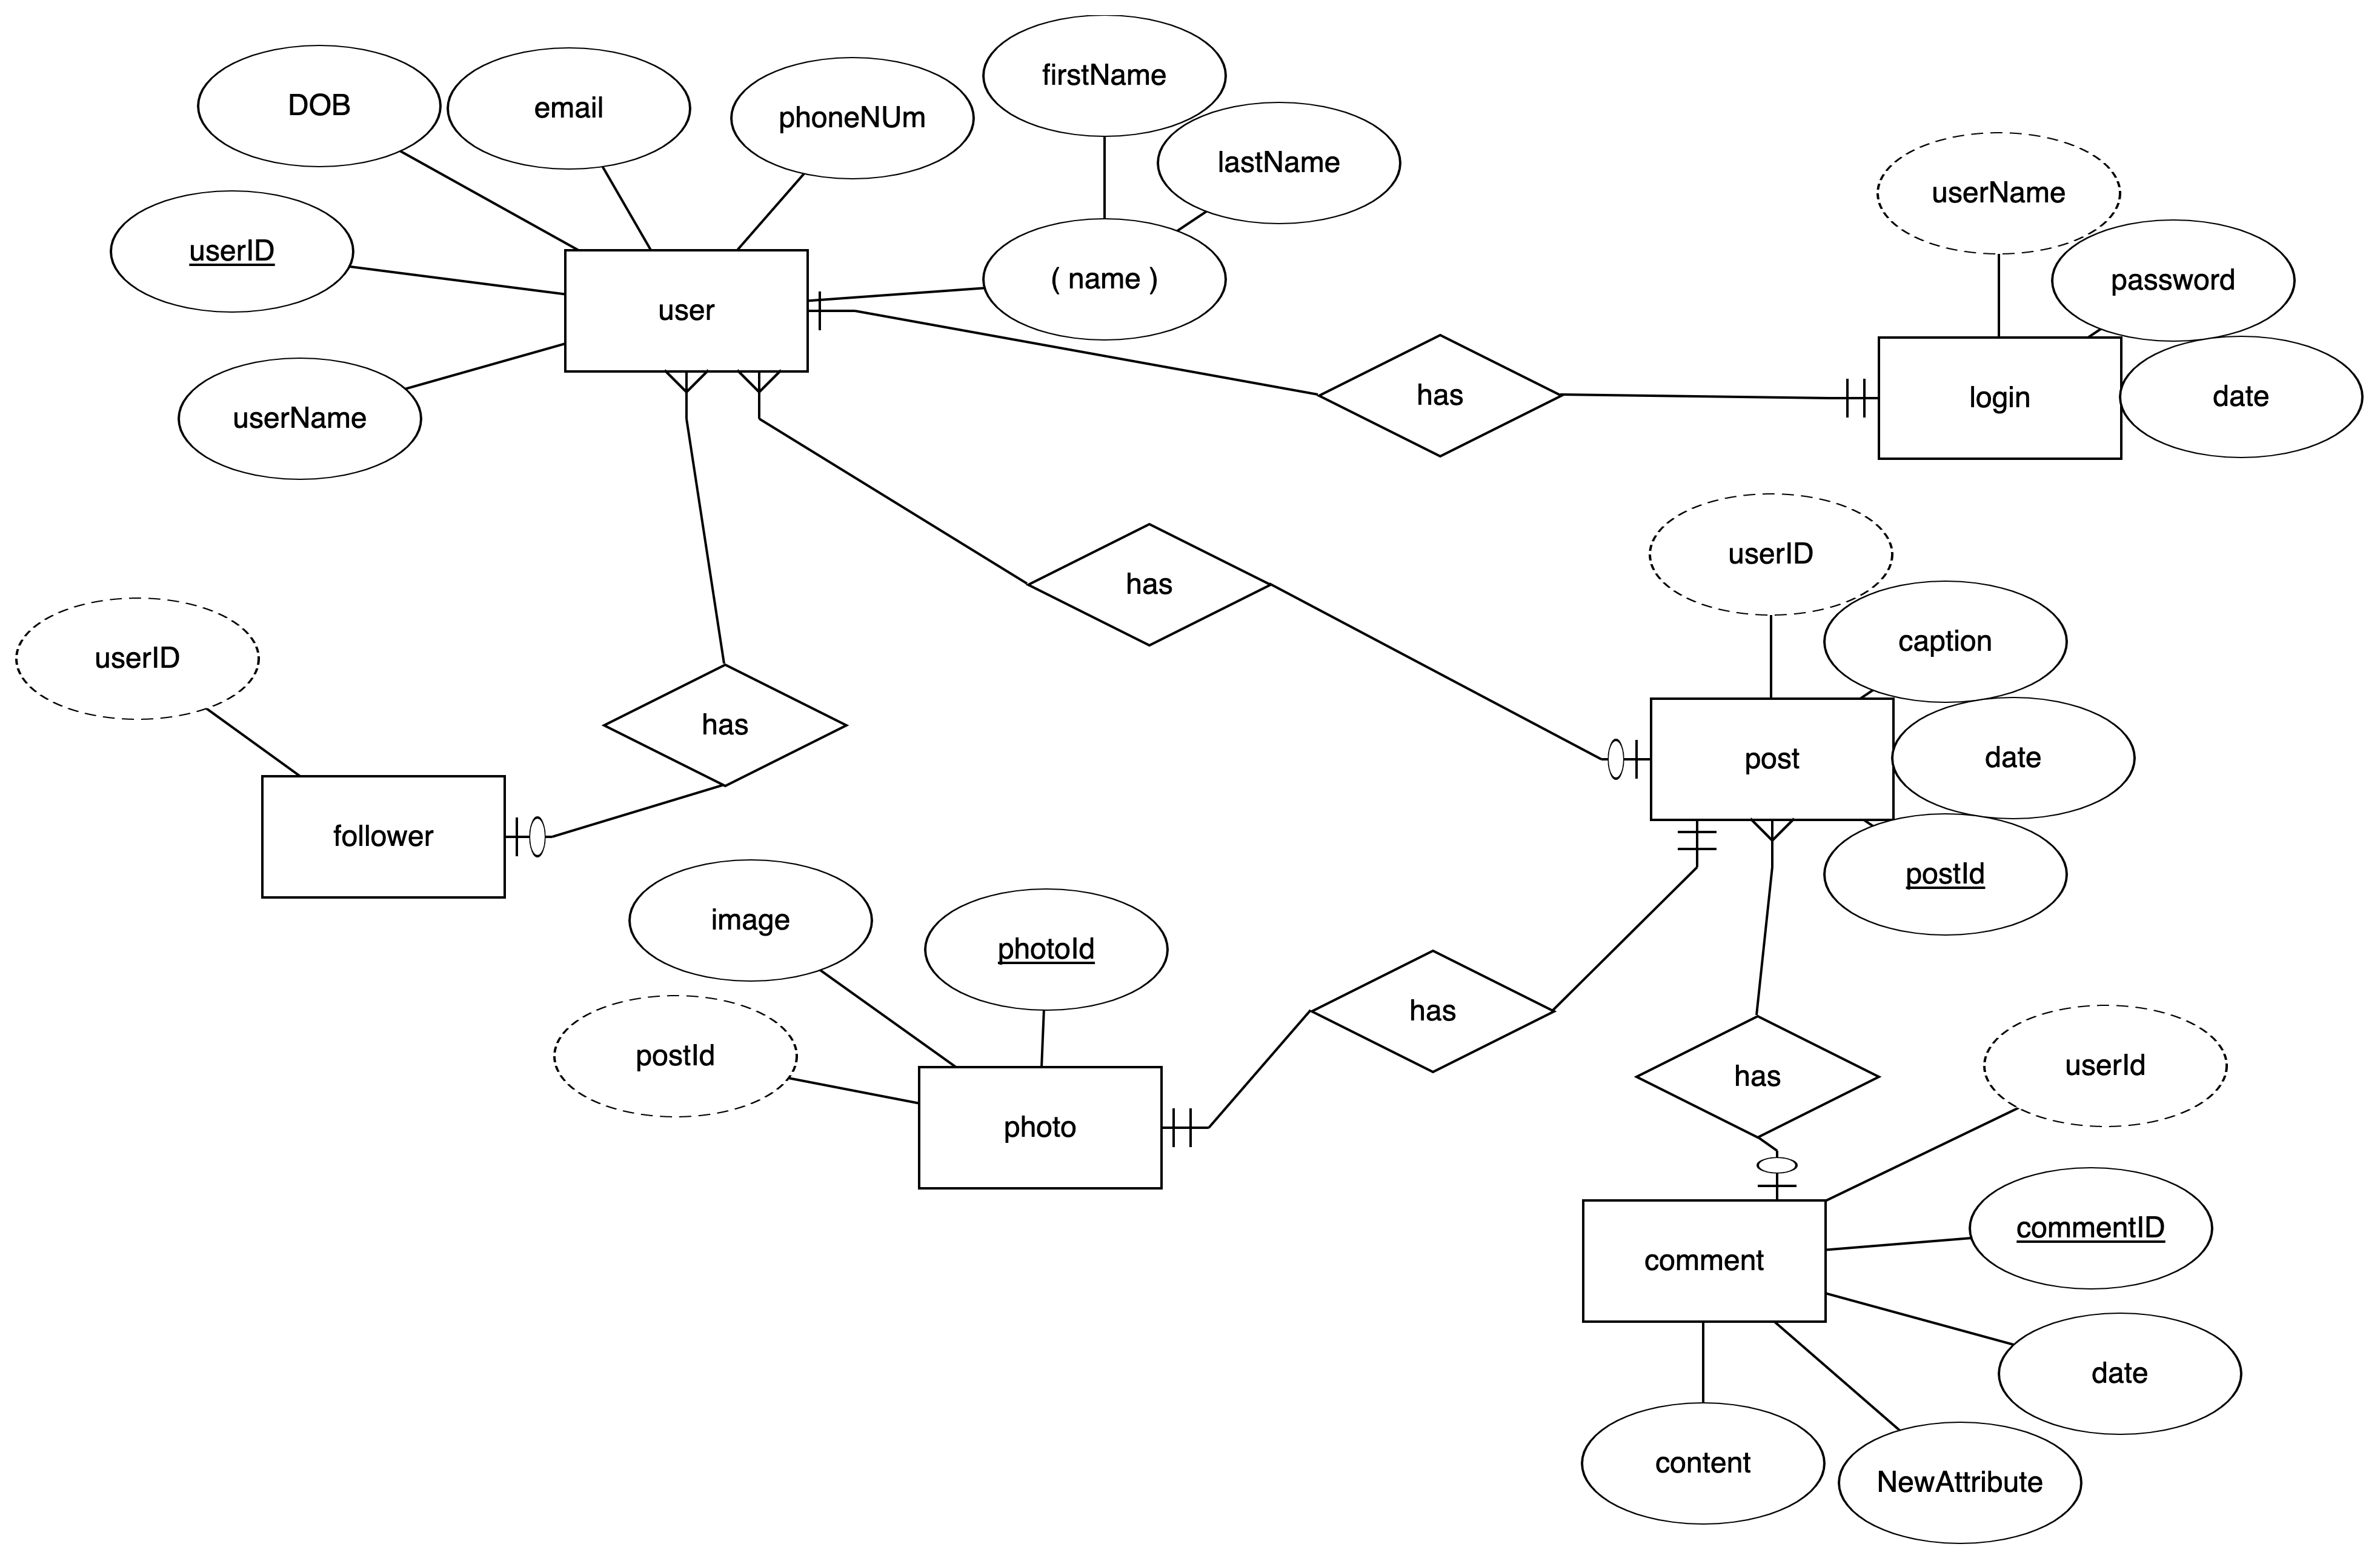 firstName
DOB
email
phoneNUm
lastName
userName
userID
( name )
password
user
has
login
date
userName
userID
has
caption
userID
has
post
date
follower
postId
image
photoId
has
postId
userId
has
photo
commentID
comment
date
content
NewAttribute